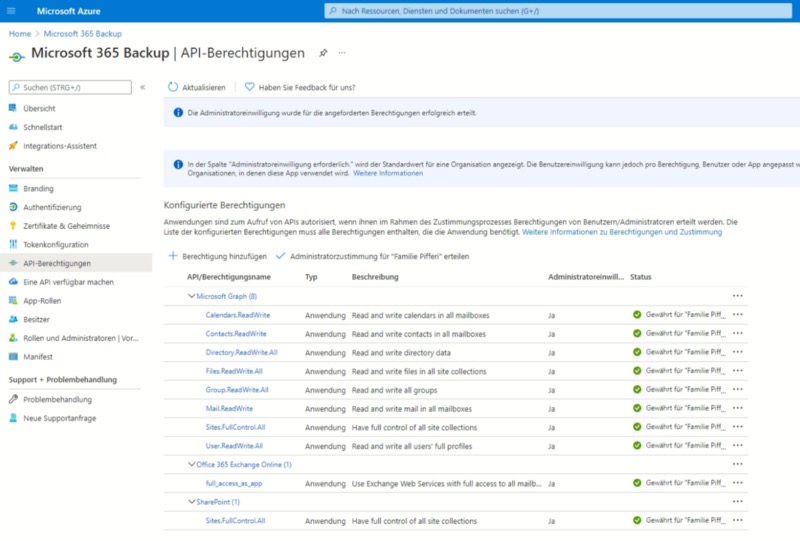 Microsoft Azure
Nach Ressourcen, Diensten und Dokumenten suchen (G+/)
Home > Microsoft 365 Backup
Microsoft 365 Backup | API-Berechtigungen
Suchen (STRG+/)
Übersicht
Schnellstart
Integrations-Assistent
Verwalten
Branding
Authentifizierung
Zertifikate & Geheimnisse
Tokenkonfiguration
API-Berechtigungen
Eine API verfügbar machen
App-Rollen
Besitzer
Rollen und Administratoren | Vor...
Manifest
Support + Problembehandlung
Problembehandlung
Neue Supportanfrage
Aktualisieren
Haben Sie Feedback für uns?
Die Administratoreinwilligung wurde für die angeforderten Berechtigungen erfolgreich erteilt.
In der Spalte "Administratoreinwilligung erforderlich." wird der Standardwert für eine Organisation angezeigt. Die Benutzereinwilligung kann jedoch pro Berechtigung, Benutzer oder App angepasst w
Organisationen, in denen diese App verwendet wird. Weitere Informationen
Konfigurierte Berechtigungen
Anwendungen sind zum Aufruf von APIs autorisiert, wenn ihnen im Rahmen des Zustimmungsprozesses Berechtigungen von Benutzern/Administratoren erteilt werden. Die
Liste der konfigurierten Berechtigungen muss alle Berechtigungen enthalten, die die Anwendung benötigt. Weitere Informationen zu Berechtigungen und Zustimmung
Berechtigung hinzufügen
Administratorzustimmung für "Familie Pifferi" erteilen
API/Berechtigungsname Typ Beschreibung Administratoreinwill... Status
Microsoft Graph (8)
Calendars.ReadWrite Anwendung Read and write calendars in all mailboxes Ja Gewährt für "Familie Piff...
Contacts.ReadWrite Anwendung Read and write contacts in all mailboxes Ja Gewährt für "Familie Piff...
Directory.ReadWrite.All Anwendung Read and write directory data Ja Gewährt für "Familie Piff...
Files.ReadWrite.All Anwendung Read and write files in all site collections Ja Gewährt für "Familie Piff...
Group.ReadWrite.All Anwendung Read and write all groups Ja Gewährt für "Familie Piff...
Mail.ReadWrite Anwendung Read and write mail in all mailboxes Ja Gewährt für "Familie Piff...
Sites.FullControl.All Anwendung Have full control of all site collections Ja Gewährt für "Familie Piff...
User.ReadWrite.All Anwendung Read and write all users' full profiles Ja Gewährt für "Familie Piff...
Office 365 Exchange Online (1)
full_access_as_app Anwendung Use Exchange Web Services with full access to all mailb... Ja Gewährt für "Familie Piff...
SharePoint (1)
Sites.FullControl.All Anwendung Have full control of all site collections Ja Gewährt für "Familie Piff...